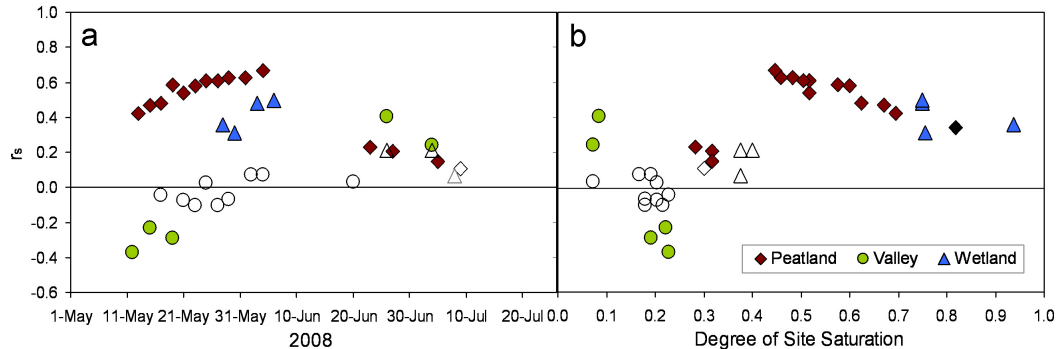 a
b
1.0
0.8
0.6
0.4
0.2
0.0
-0.2
-0.4
-0.6
rs
1-May 11-May 21-May 31-May 10-Jun 20-Jun 30-Jun 10-Jul 20-Jul
2008
0.0 0.1 0.2 0.3 0.4 0.5 0.6 0.7 0.8 0.9 1.0
Degree of Site Saturation
Peatland Valley Wetland